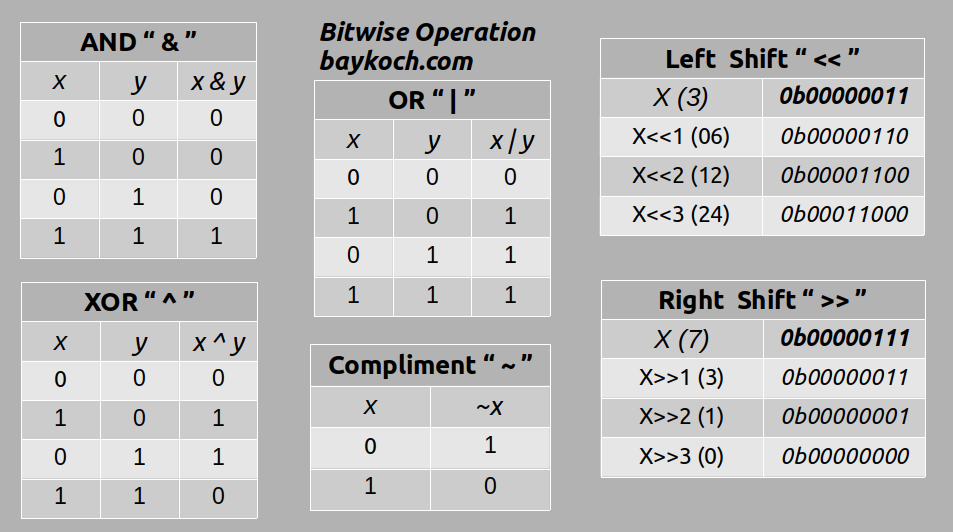 AND “ & ”
x y x & y
0 0 0
1 0 0
0 1 0
1 1 1
XOR “ ^ ”
x y x ^ y
0 0 0
1 0 1
0 1 1
1 1 0
Bitwise Operation
baykoch.com
OR “ | ”
x y x | y
0 0 0
1 0 1
0 1 1
1 1 1
Compliment “ ~ ”
x ~x
0 1
1 0
Left Shift “ << ”
X (3) 0b00000011
X<<1 (06) 0b00000110
X<<2 (12) 0b00001100
X<<3 (24) 0b00011000
Right Shift “ >> ”
X (7) 0b00000111
X>>1 (3) 0b00000011
X>>2 (1) 0b00000001
X>>3 (0) 0b00000000